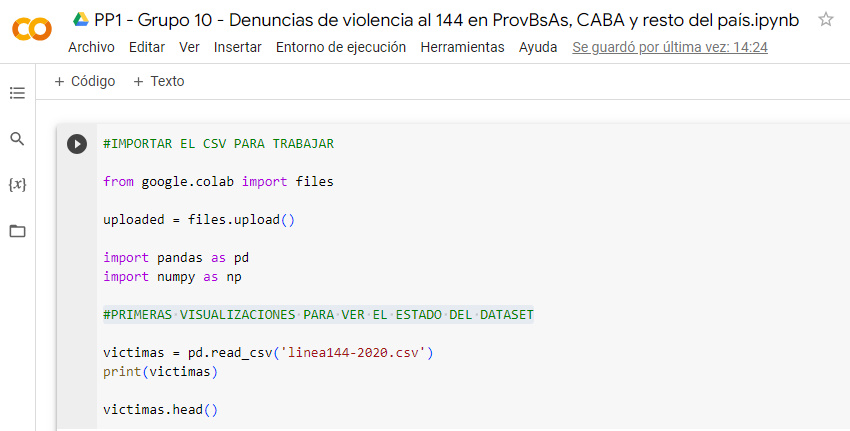 PP1 - Grupo 10 - Denuncias de violencia al 144 en ProvBsAs, CABA y resto del país.ipynb
Archivo Editar Ver Insertar Entorno de ejecución Herramientas Ayuda Se guardó por última vez: 14:24
+ Código + Texto
#IMPORTAR EL CSV PARA TRABAJAR
{x}
from google.colab import files
uploaded = files.upload()
import pandas as pd
import numpy as np
#PRIMERAS·VISUALIZACIONES·PARA·VER·EL·ESTADO·DEL·DATASET
victimas = pd.read_csv('linea144-2020.csv')
print(victimas)
victimas.head()